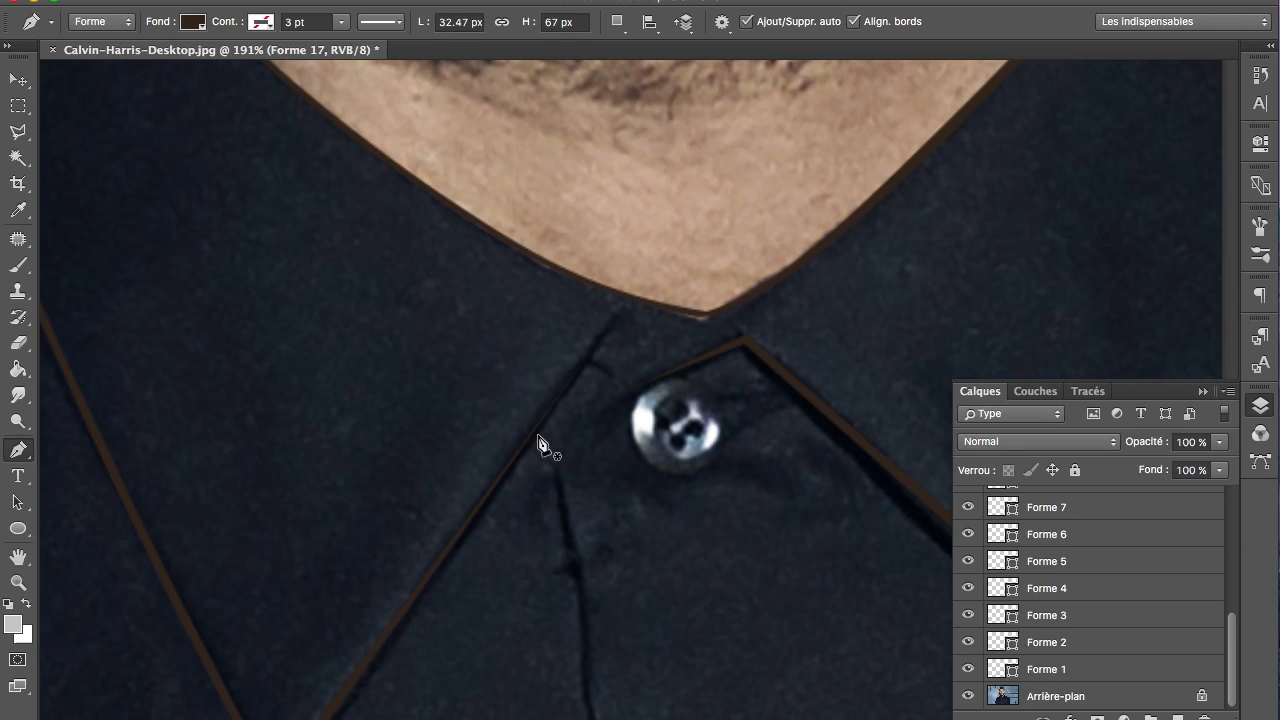 Forme Fond : Cont. : 3 pt L : 32.47 px H : 67 px Ajout/Suppr. auto Align. bords Les indispensables
× Calvin-Harris-Desktop.jpg @ 191% (Forme 17, RVB/8) *
Calques Couches Tracés
Type
Normal Opacité : 100 %
Verrou : Fond : 100 %
Forme 7
Forme 6
Forme 5
Forme 4
Forme 3
Forme 2
Forme 1
Arrière-plan